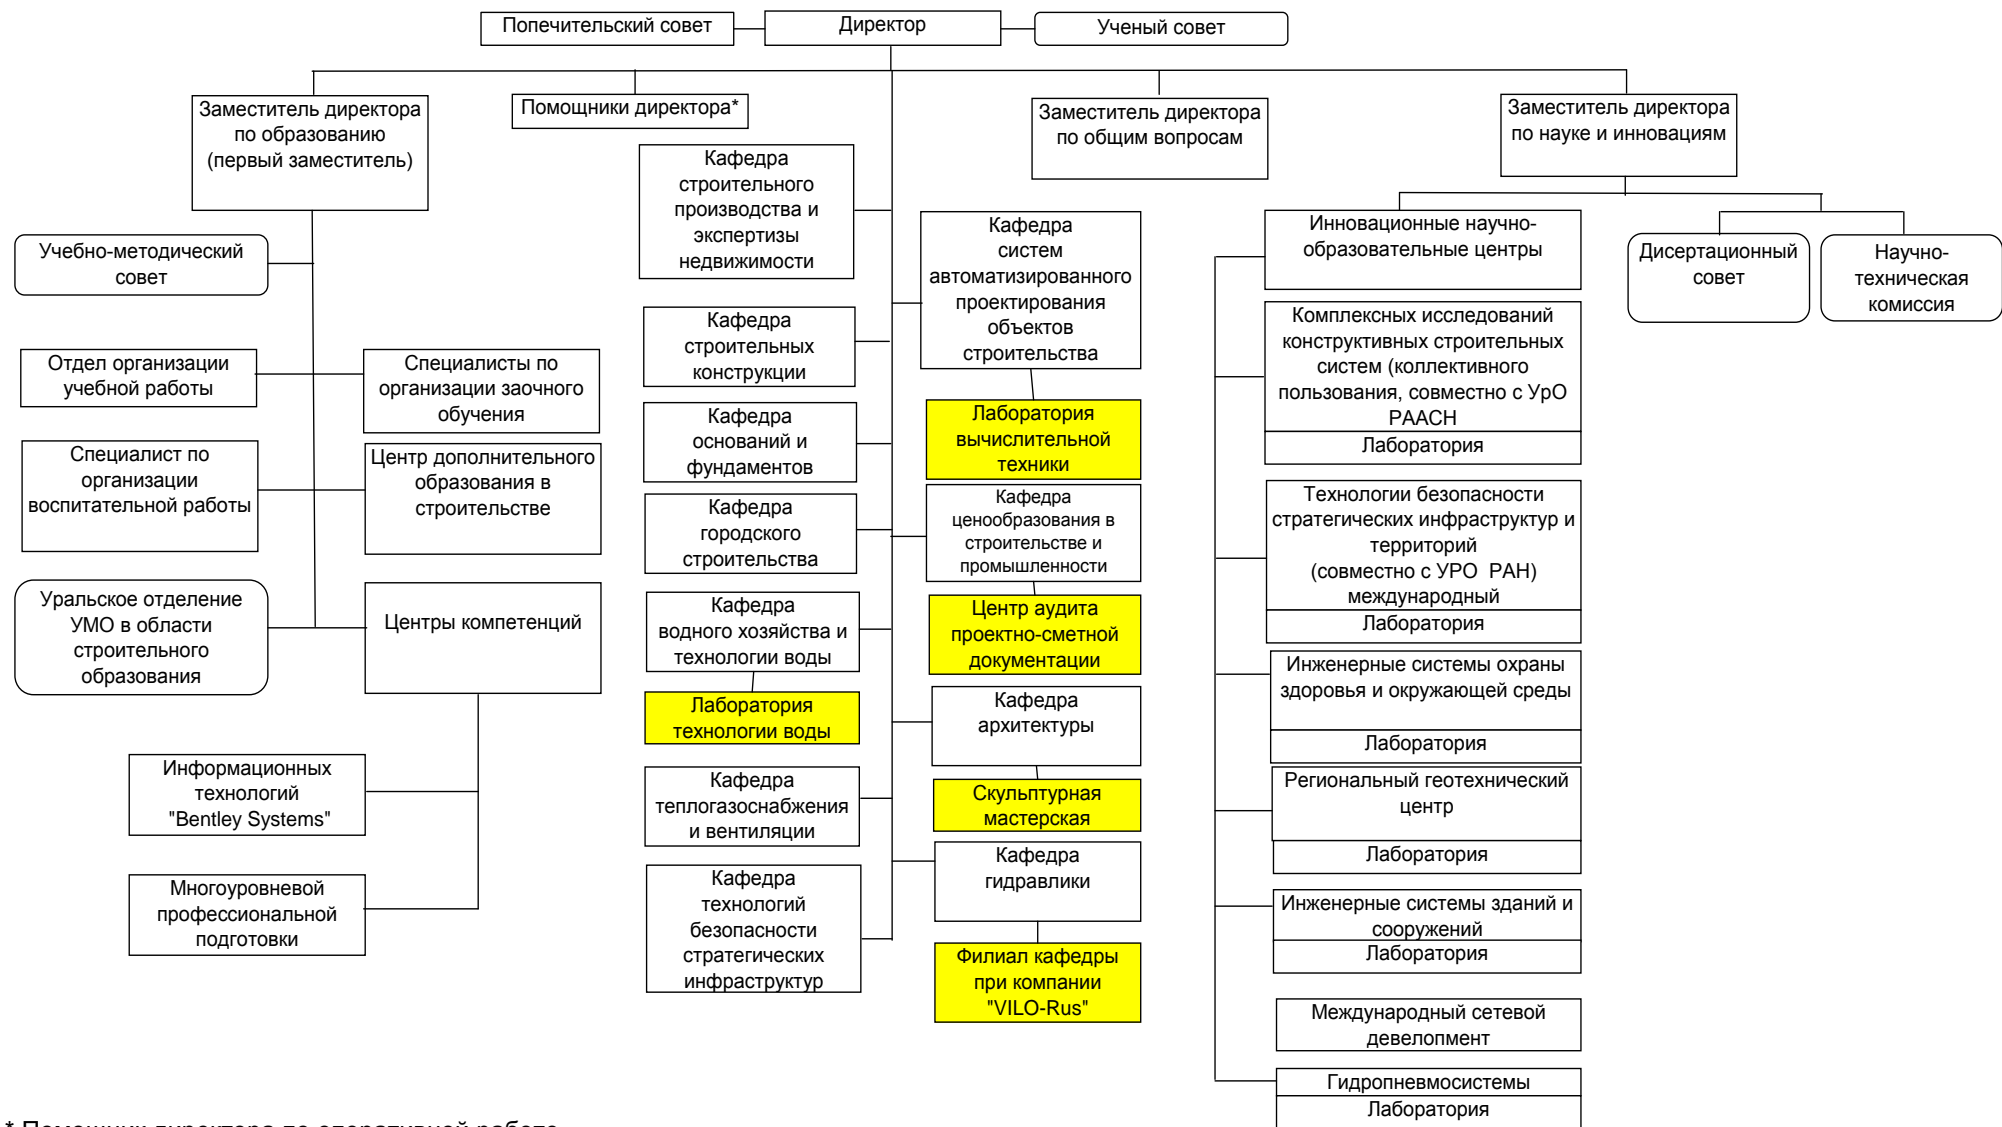 Попечительский совет
Директор
Ученый совет
Заместитель директора
по образованию
(первый заместитель)
Помощники директора*
Заместитель директора
по общим вопросам
Заместитель директора
по науке и инновациям
Учебно-методический
совет
Отдел организации
учебной работы
Специалисты по
организации заочного
обучения
Специалист по
организации
воспитательной работы
Центр дополнительного
образования в
строительстве
Уральское отделение
УМО в области
строительного
образования
Центры компетенций
Информационных
технологий
"Bentley Systems"
Многоуровневой
профессиональной
подготовки
Кафедра
строительного
производства и
экспертизы
недвижимости
Кафедра
строительных
конструкции
Кафедра
оснований и
фундаментов
Кафедра
городского
строительства
Кафедра
водного хозяйства и
технологии воды
Лаборатория
технологии воды
Кафедра
теплогазоснабжения
и вентиляции
Кафедра
технологий
безопасности
стратегических
инфраструктур
Кафедра
систем
автоматизированного
проектирования
объектов
строительства
Лаборатория
вычислительной
техники
Кафедра
ценообразования в
строительстве и
промышленности
Центр аудита
проектно-сметной
документации
Кафедра
архитектуры
Скульптурная
мастерская
Кафедра
гидравлики
Филиал кафедры
при компании
"VILO-Rus"
Инновационные научно-
образовательные центры
Дисертационный
совет
Научно-
техническая
комиссия
Комплексных исследований
конструктивных строительных
систем (коллективного
пользования, совместно с УрО
РААСН
Лаборатория
Технологии безопасности
стратегических инфраструктур и
территорий
(совместно с УРО РАН)
международный
Лаборатория
Инженерные системы охраны
здоровья и окружающей среды
Лаборатория
Региональный геотехнический
центр
Лаборатория
Инженерные системы зданий и
сооружений
Лаборатория
Международный сетевой
девелопмент
Гидропневмосистемы
Лаборатория
* Помощник директора по оперативной работе